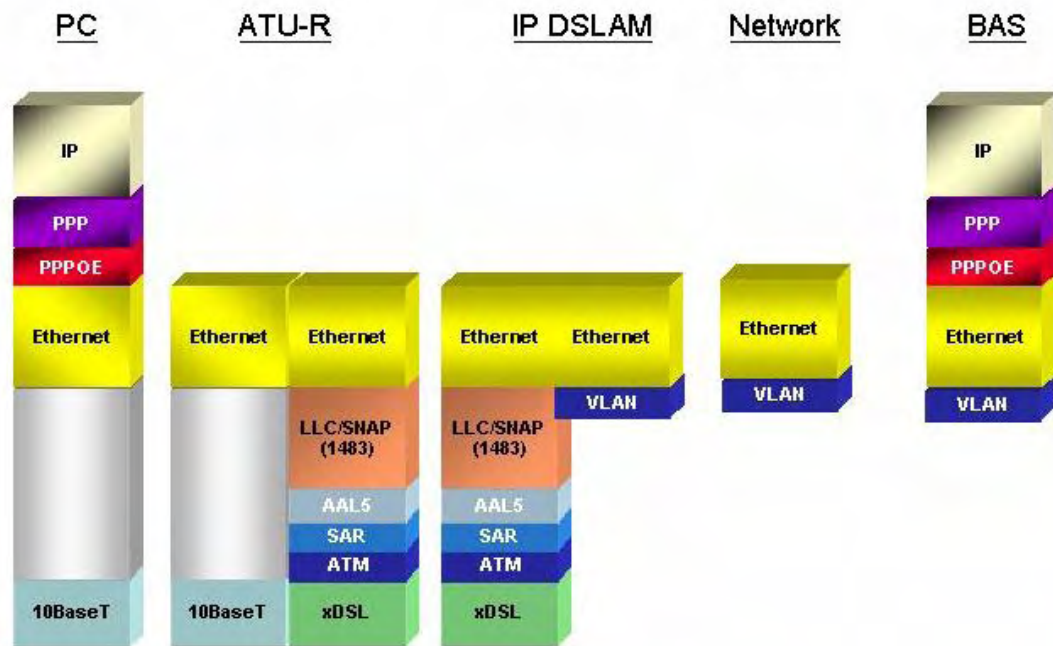 PC
ATU-R
IP DSLAM
Network
BAS
IP
PPP
PPPOE
Ethernet
10BaseT
Ethernet
10BaseT
Ethernet
LLC/SNAP
(1483)
AAL5
SAR
ATM
xDSL
Ethernet
LLC/SNAP
(1483)
AAL5
SAR
ATM
xDSL
Ethernet
VLAN
Ethernet
VLAN
IP
PPP
PPPOE
Ethernet
VLAN